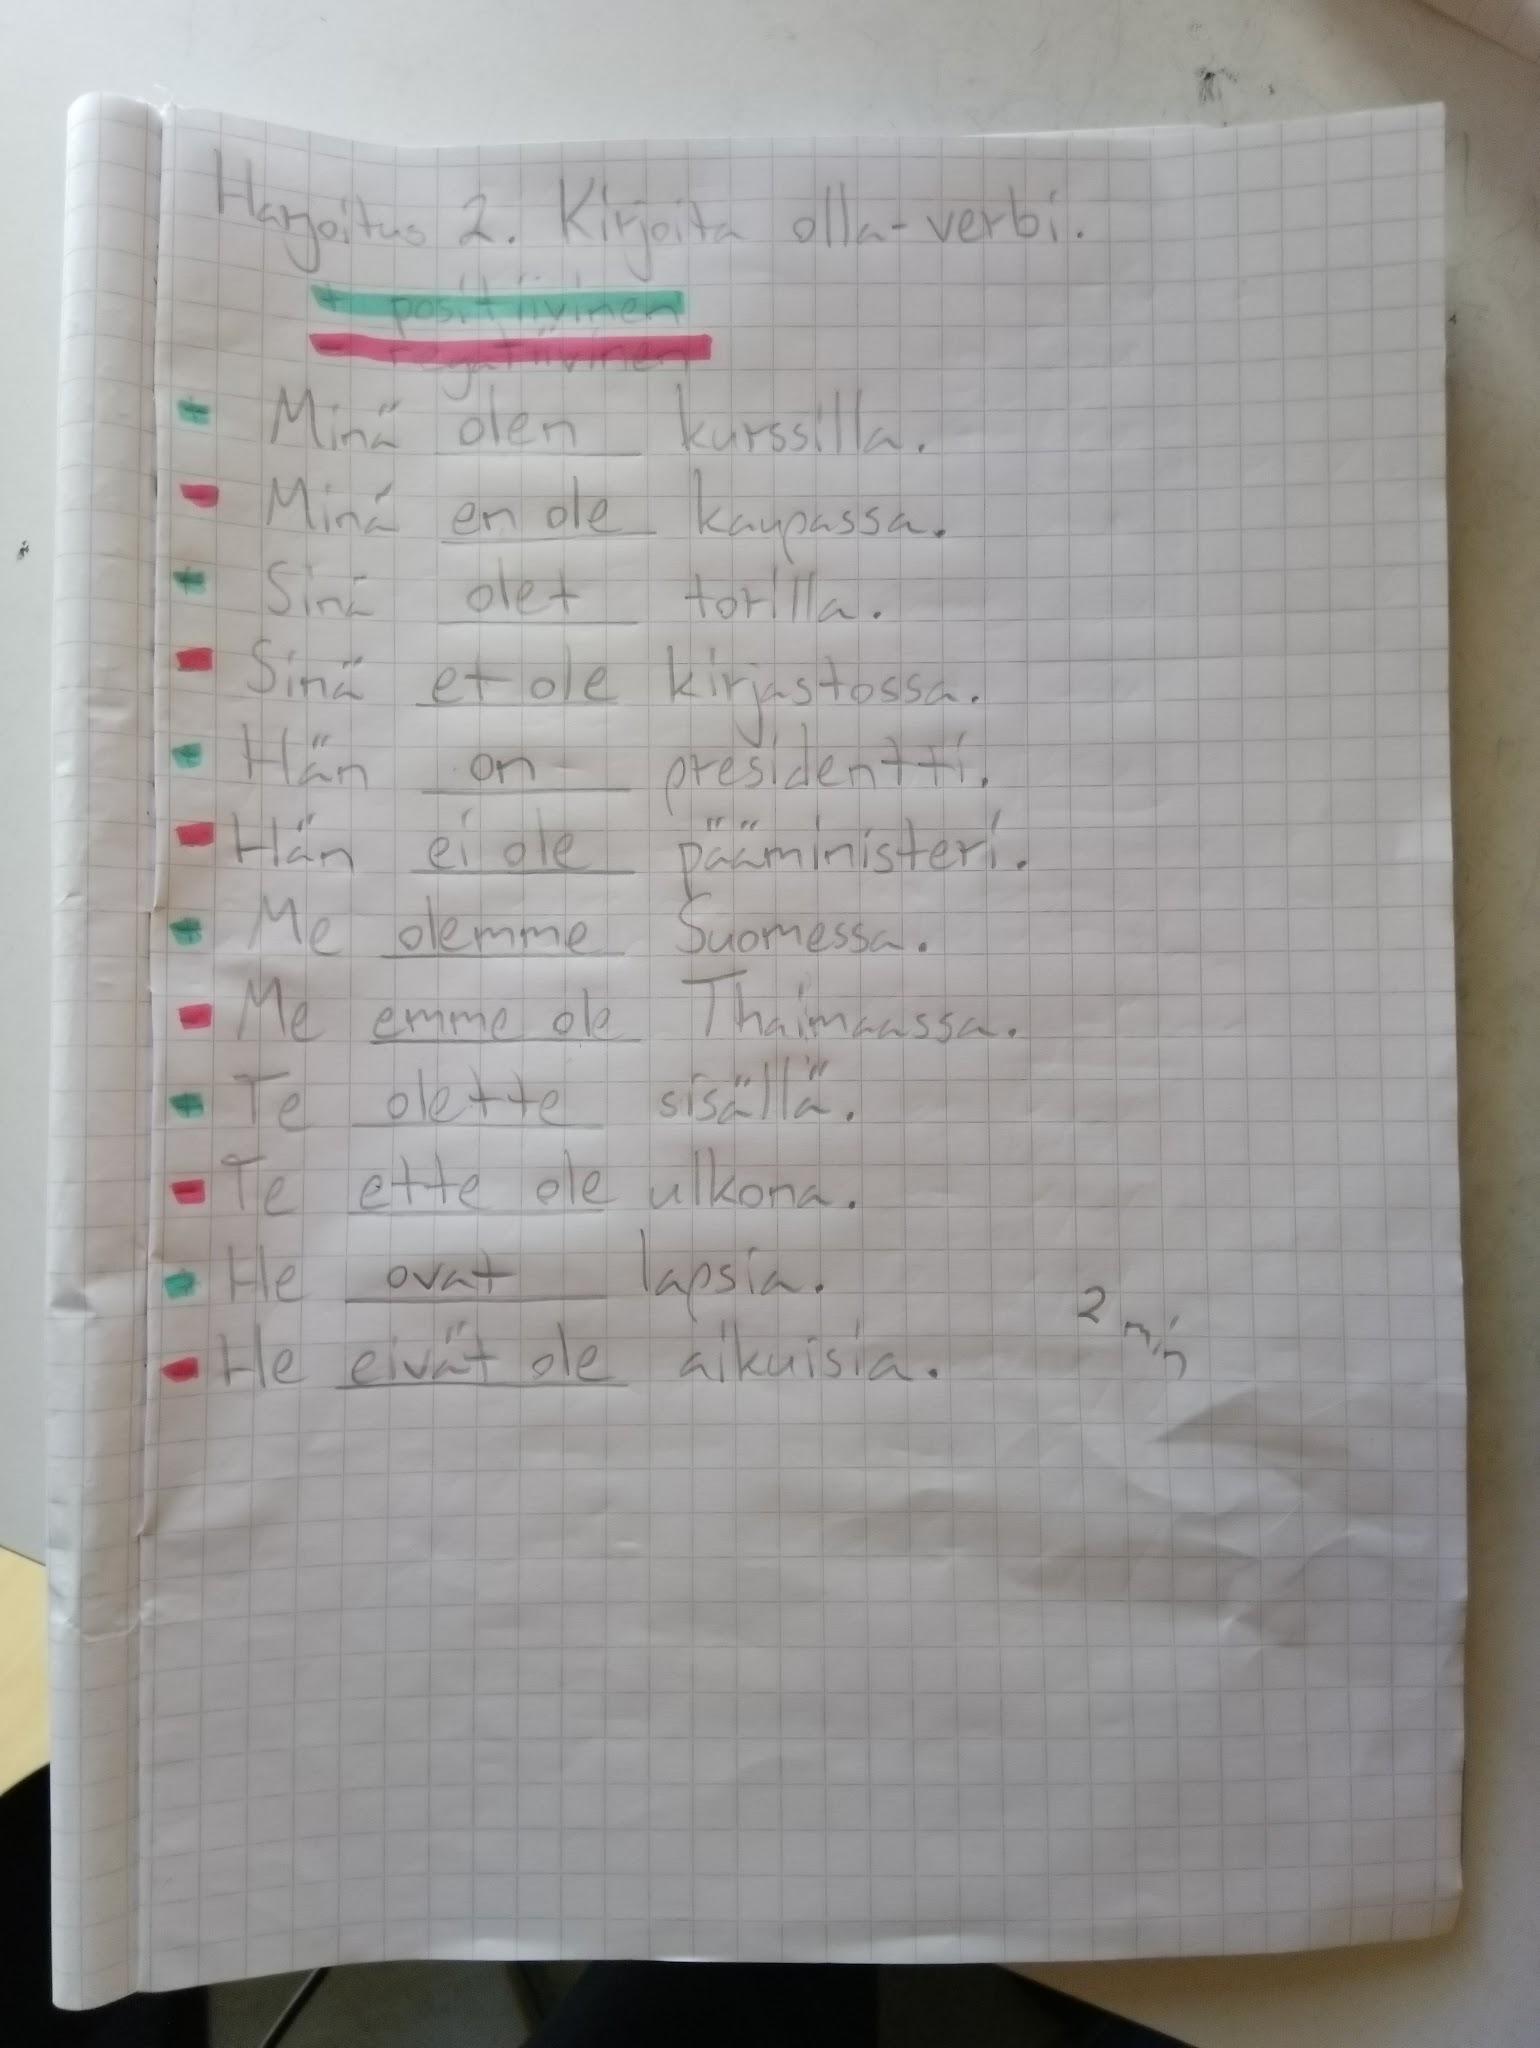 Harjoitus 2. Kirjoita olla-verbi.
+ positiivinen
- negatiivinen
+ Minä olen kurssilla.
- Minä en ole kaupassa.
+ Sinä olet torilla.
- Sinä et ole kirjastossa.
+ Hän on presidentti.
- Hän ei ole pääministeri.
+ Me olemme Suomessa.
- Me emme ole Thaimaassa.
+ Te olette sisällä.
- Te ette ole ulkona.
+ He ovat lapsia.
- He eivät ole aikuisia.
2 min